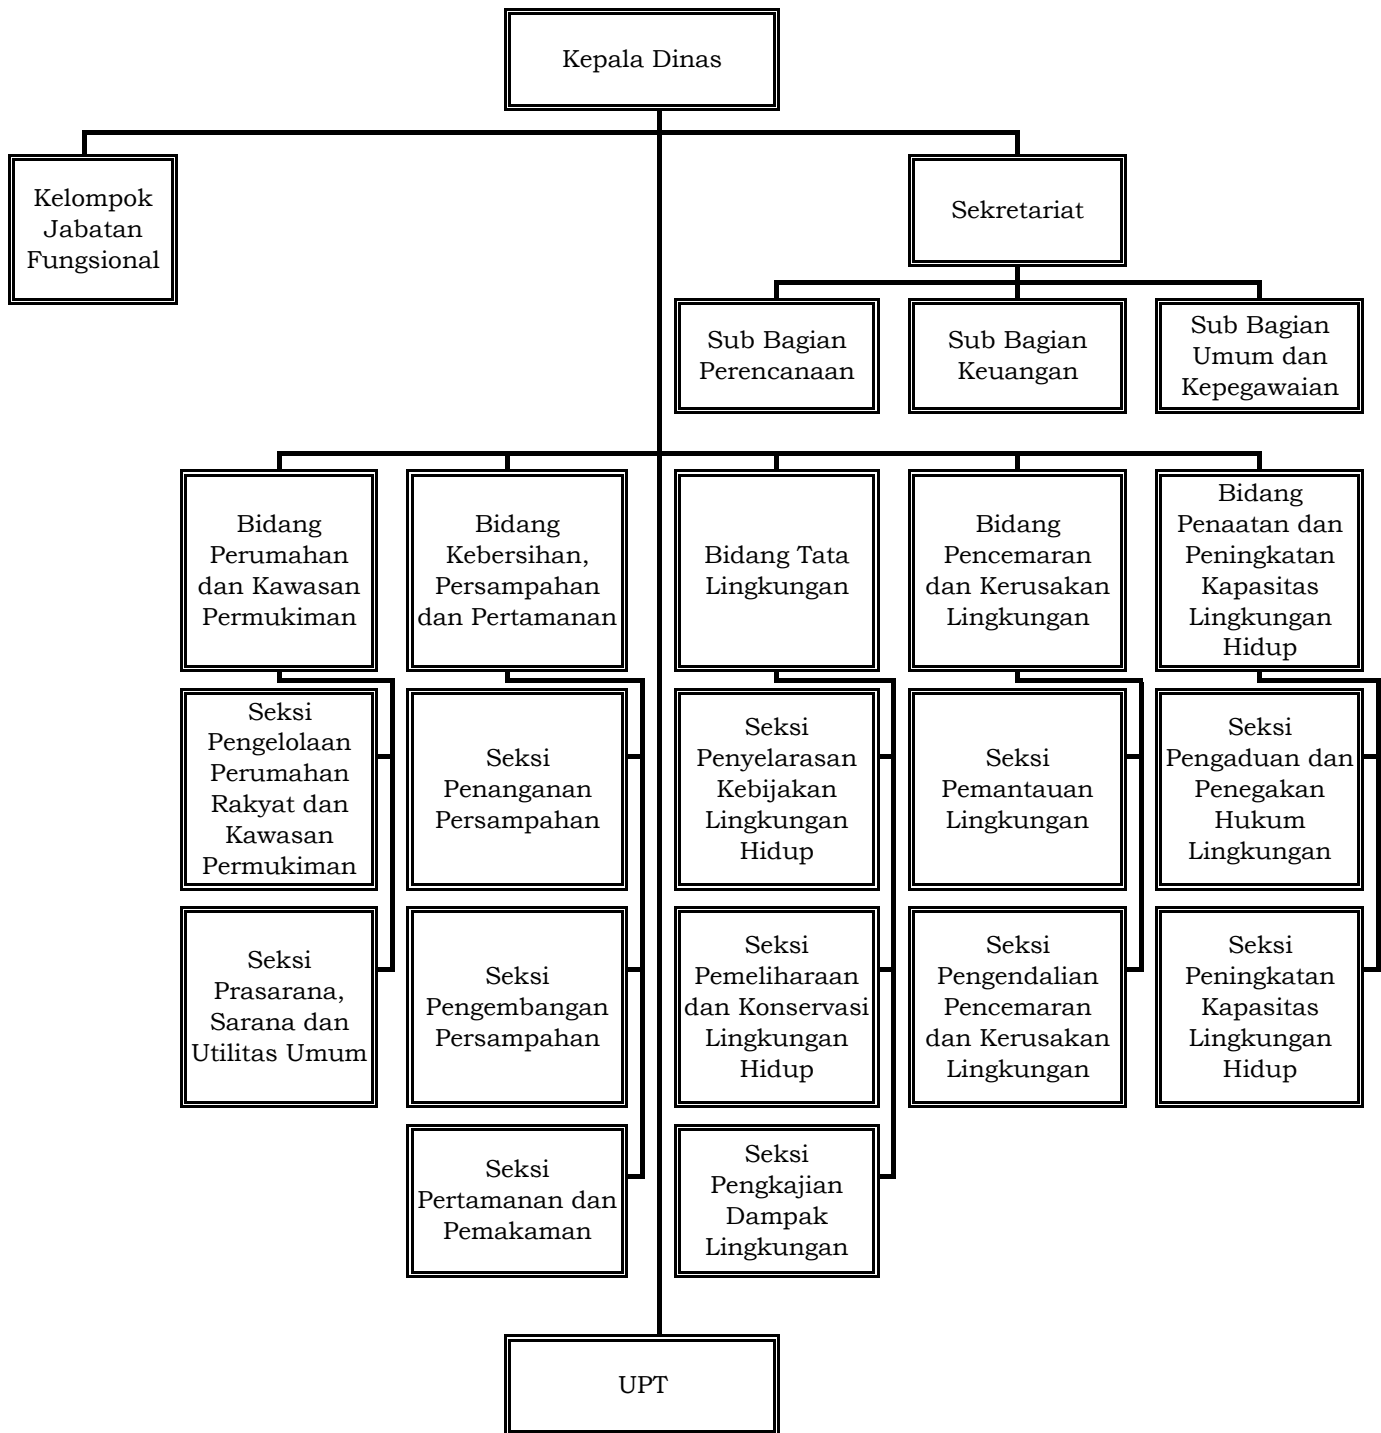 Kepala Dinas
Kelompok
Jabatan
Fungsional
Sekretariat
Sub Bagian
Perencanaan
Sub Bagian
Keuangan
Sub Bagian
Umum dan
Kepegawaian
Bidang
Perumahan
dan Kawasan
Permukiman
Bidang
Kebersihan,
Persampahan
dan Pertamanan
Bidang Tata
Lingkungan
Bidang
Pencemaran
dan Kerusakan
Lingkungan
Bidang
Penaatan dan
Peningkatan
Kapasitas
Lingkungan
Hidup
Seksi
Pengelolaan
Perumahan
Rakyat dan
Kawasan
Permukiman
Seksi
Penanganan
Persampahan
Seksi
Penyelarasan
Kebijakan
Lingkungan
Hidup
Seksi
Pemantauan
Lingkungan
Seksi
Pengaduan dan
Penegakan
Hukum
Lingkungan
Seksi
Prasarana,
Sarana dan
Utilitas Umum
Seksi
Pengembangan
Persampahan
Seksi
Pemeliharaan
dan Konservasi
Lingkungan
Hidup
Seksi
Pengendalian
Pencemaran
dan Kerusakan
Lingkungan
Seksi
Peningkatan
Kapasitas
Lingkungan
Hidup
Seksi
Pertamanan dan
Pemakaman
Seksi
Pengkajian
Dampak
Lingkungan
UPT